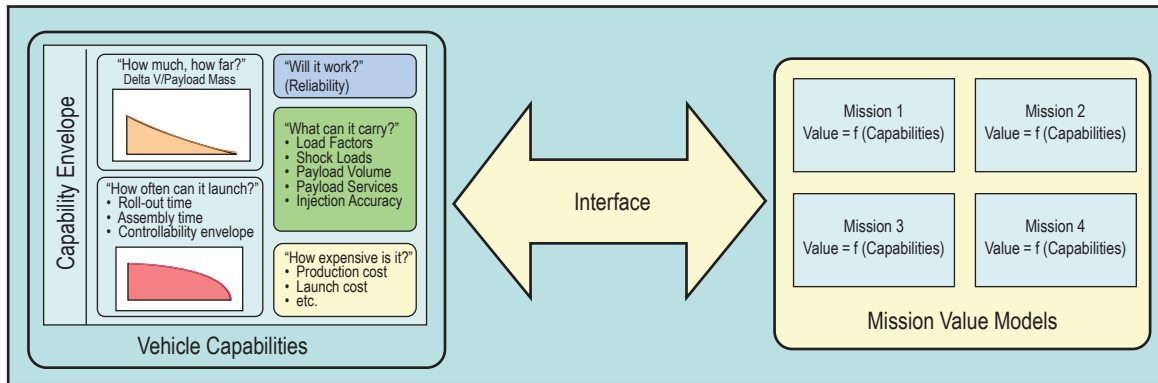 Capability Envelope
“How much, how far?”
Delta V/Payload Mass
“How often can it launch?”
• Roll-out time
• Assembly time
• Controllability envelope
“Will it work?”
(Reliability)
“What can it carry?”
• Load Factors
• Shock Loads
• Payload Volume
• Payload Services
• Injection Accuracy
“How expensive is it?”
• Production cost
• Launch cost
• etc.
Vehicle Capabilities
Interface
Mission 1
Value = f (Capabilities)
Mission 2
Value = f (Capabilities)
Mission 3
Value = f (Capabilities)
Mission 4
Value = f (Capabilities)
Mission Value Models